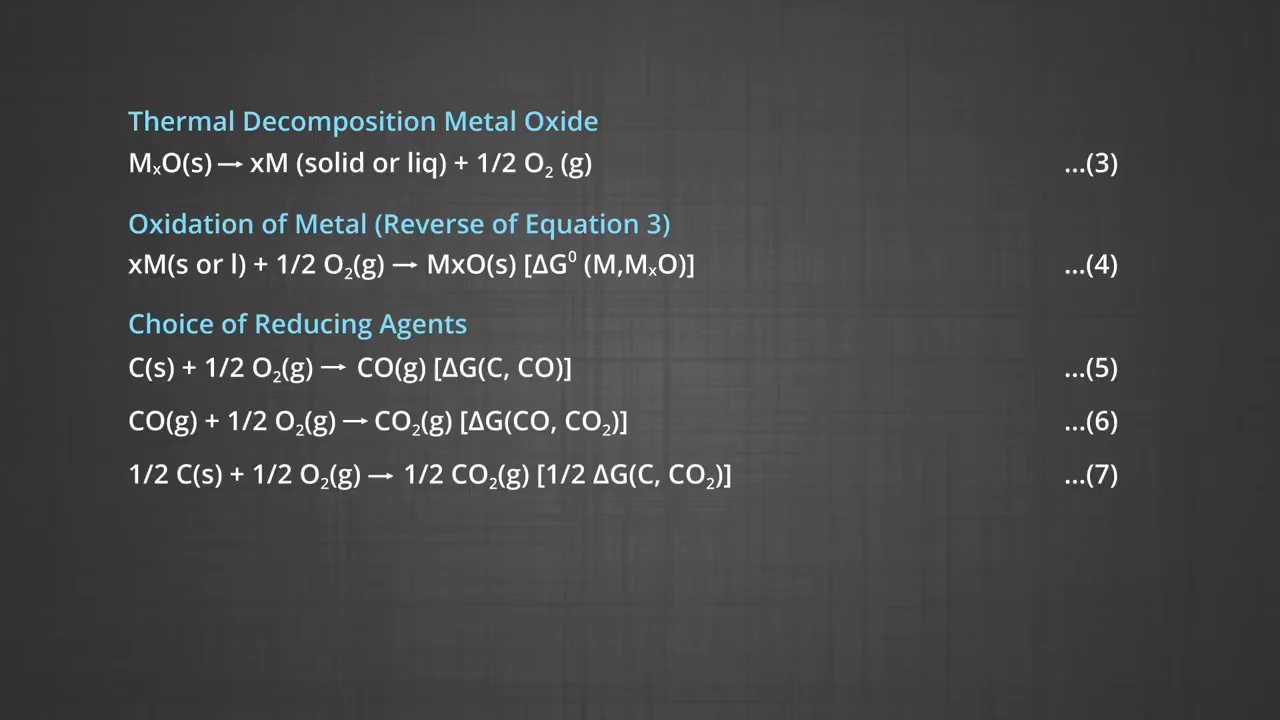 Thermal Decomposition Metal Oxide
MₓO(s) → xM (solid or liq) + 1/2 O₂ (g) ...(3)
Oxidation of Metal (Reverse of Equation 3)
xM(s or l) + 1/2 O₂(g) → MxO(s) [ΔG⁰ (M,MₓO)] ...(4)
Choice of Reducing Agents
C(s) + 1/2 O₂(g) → CO(g) [ΔG(C, CO)] ...(5)
CO(g) + 1/2 O₂(g) → CO₂(g) [ΔG(CO, CO₂)] ...(6)
1/2 C(s) + 1/2 O₂(g) → 1/2 CO₂(g) [1/2 ΔG(C, CO₂)] ...(7)